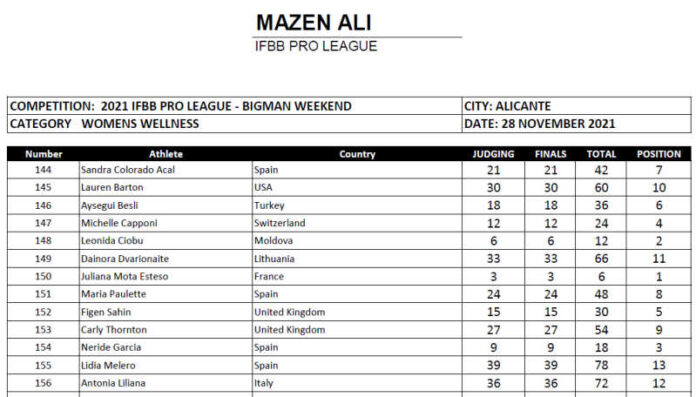 MAZEN ALI
IFBB PRO LEAGUE
COMPETITION: 2021 IFBB PRO LEAGUE - BIGMAN WEEKEND CITY: ALICANTE
CATEGORY WOMENS WELLNESS DATE: 28 NOVEMBER 2021
Number Athlete Country JUDGING FINALS TOTAL POSITION
144 Sandra Colorado Acal Spain 21 21 42 7
145 Lauren Barton USA 30 30 60 10
146 Aysegui Besli Turkey 18 18 36 6
147 Michelle Capponi Switzerland 12 12 24 4
148 Leonida Ciobu Moldova 6 6 12 2
149 Dainora Dvarionaite Lithuania 33 33 66 11
150 Juliana Mota Esteso France 3 3 6 1
151 Maria Paulette Spain 24 24 48 8
152 Figen Sahin United Kingdom 15 15 30 5
153 Carly Thornton United Kingdom 27 27 54 9
154 Neride Garcia Spain 9 9 18 3
155 Lidia Melero Spain 39 39 78 13
156 Antonia Liliana Italy 36 36 72 12